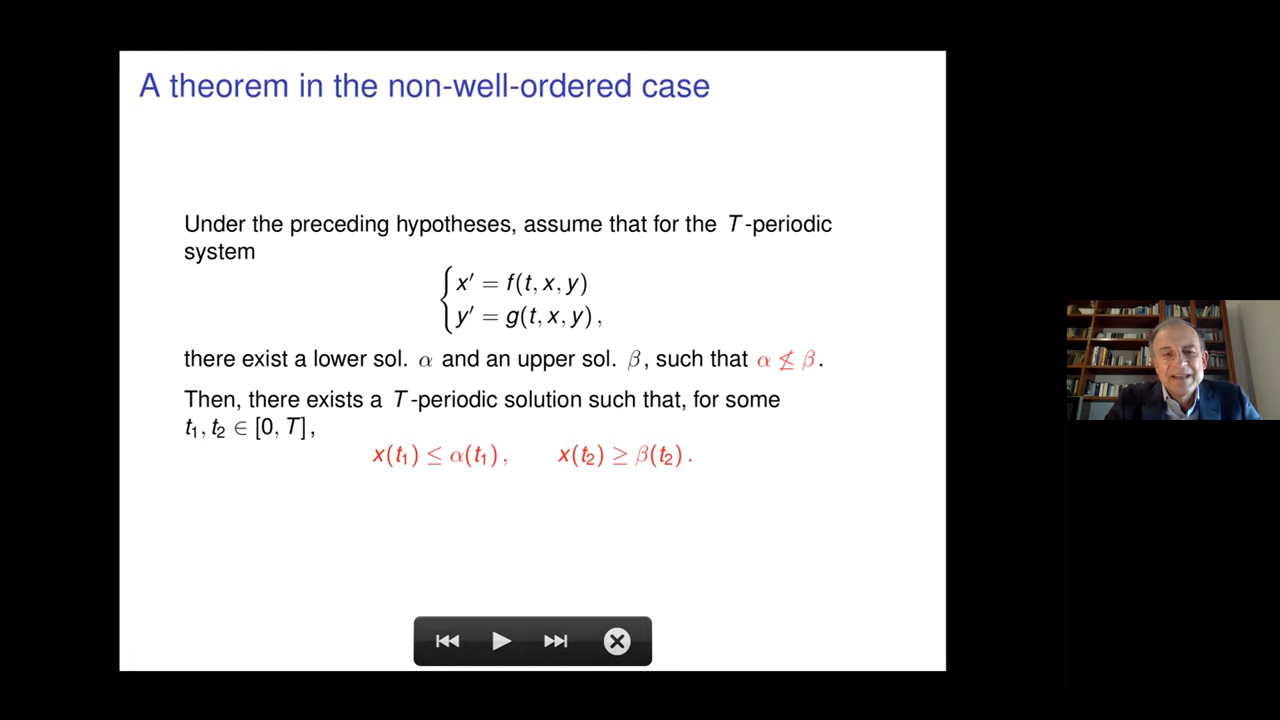 A theorem in the non-well-ordered case
Under the preceding hypotheses, assume that for the T-periodic
system
x′ = f(t, x, y)
y′ = g(t, x, y) ,
there exist a lower sol. α and an upper sol. β, such that α ≰ β.
Then, there exists a T-periodic solution such that, for some
t₁, t₂ ∈ [0, T] ,
x(t₁) ≤ α(t₁) , x(t₂) ≥ β(t₂) .